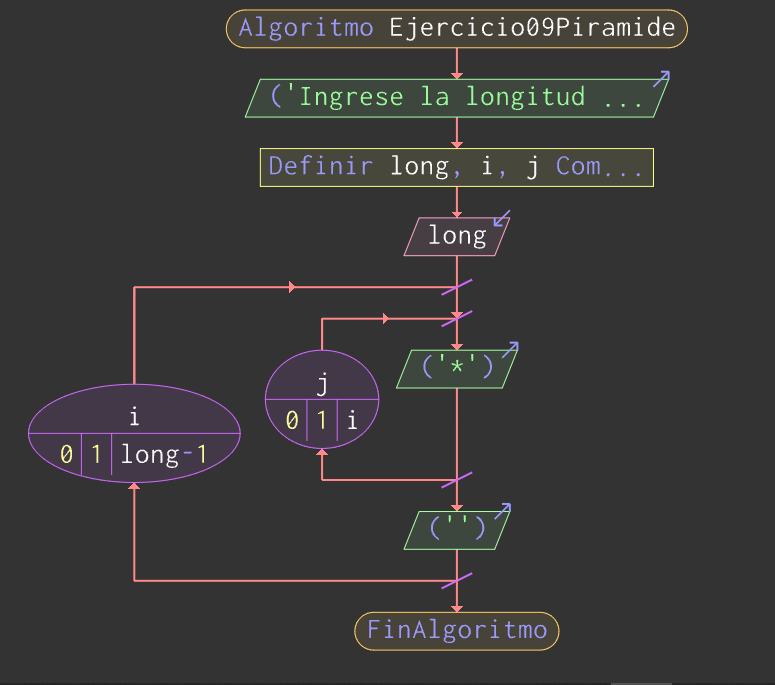 Algoritmo Ejercicio09Piramide
('Ingrese la longitud ...
Definir long, i, j Com...
long
j
0 1 i
('*')
i
0 1 long-1
('')
FinAlgoritmo